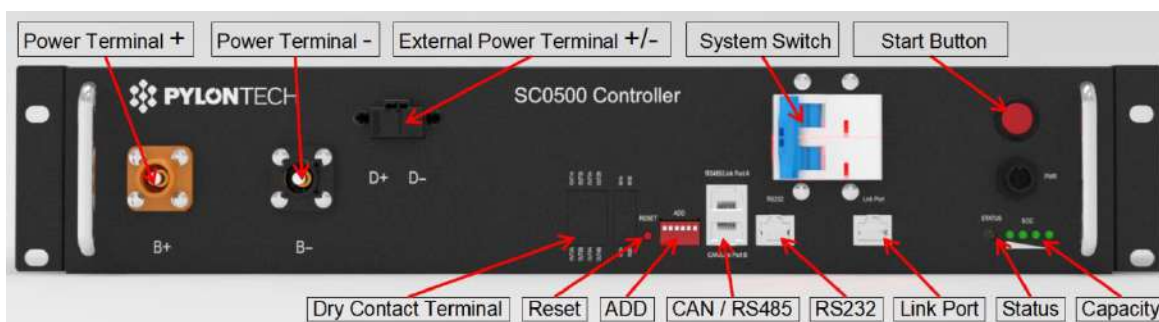 Power Terminal +
Power Terminal -
External Power Terminal +/-
System Switch
Start Button
PYLONTECH
SC0500 Controller
D+ D-
B+
B-
RESET
ADD
RS232
Link Port
PWR
STATUS
SOC
Dry Contact Terminal
Reset
ADD
CAN / RS485
RS232
Link Port
Status
Capacity